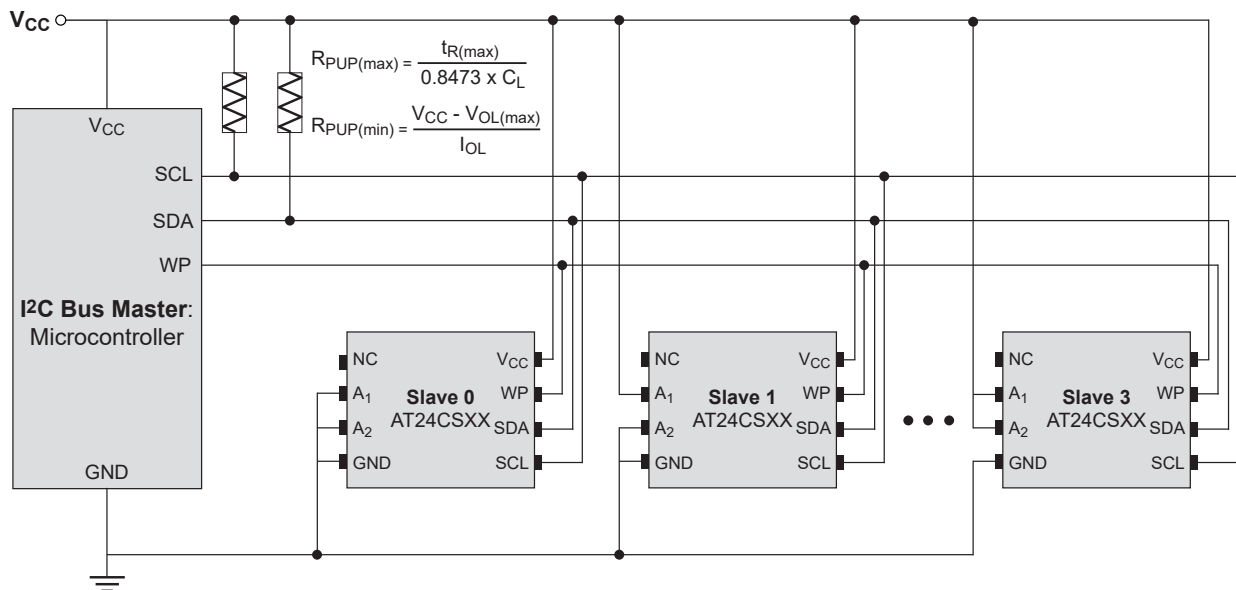 VCC
RPUP(max) = tR(max) / 0.8473 x CL
RPUP(min) = VCC - VOL(max) / IOL
VCC
SCL
SDA
WP
I2C Bus Master:
Microcontroller
GND
NC
A1
A2
GND
Slave 0
AT24CSXX
VCC
WP
SDA
SCL
NC
A1
A2
GND
Slave 1
AT24CSXX
VCC
WP
SDA
SCL
NC
A1
A2
GND
Slave 3
AT24CSXX
VCC
WP
SDA
SCL